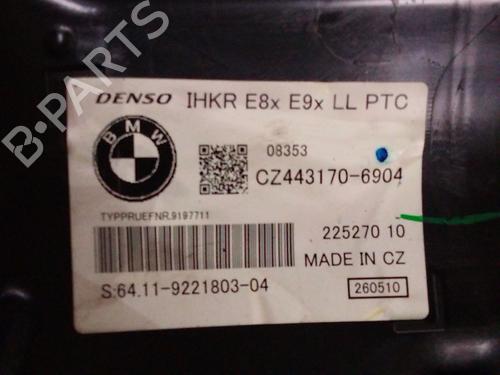 B-PARTS
DENSO IHKR E8x E9x LL PTC
BMW
08353
CZ443170-6904
TYPPRUEFNR.9197711
225270 10
MADE IN CZ
S:64.11-9221803-04
260510